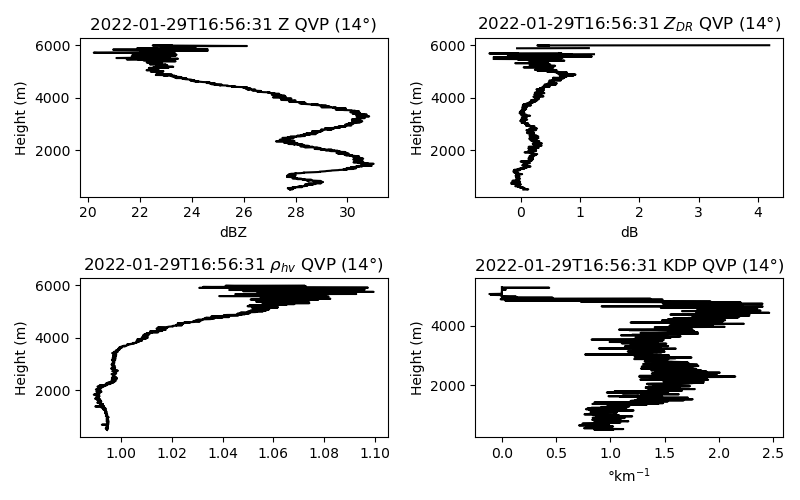 2022-01-29T16:56:31 Z QVP (14°)
Height (m)
6000
4000
2000
20 22 24 26 28 30
dBZ
2022-01-29T16:56:31 Z_DR QVP (14°)
Height (m)
6000
4000
2000
0 1 2 3 4
dB
2022-01-29T16:56:31 ρ_hv QVP (14°)
Height (m)
6000
4000
2000
1.00 1.02 1.04 1.06 1.08 1.10
2022-01-29T16:56:31 KDP QVP (14°)
Height (m)
4000
2000
0.0 0.5 1.0 1.5 2.0 2.5
°km⁻¹